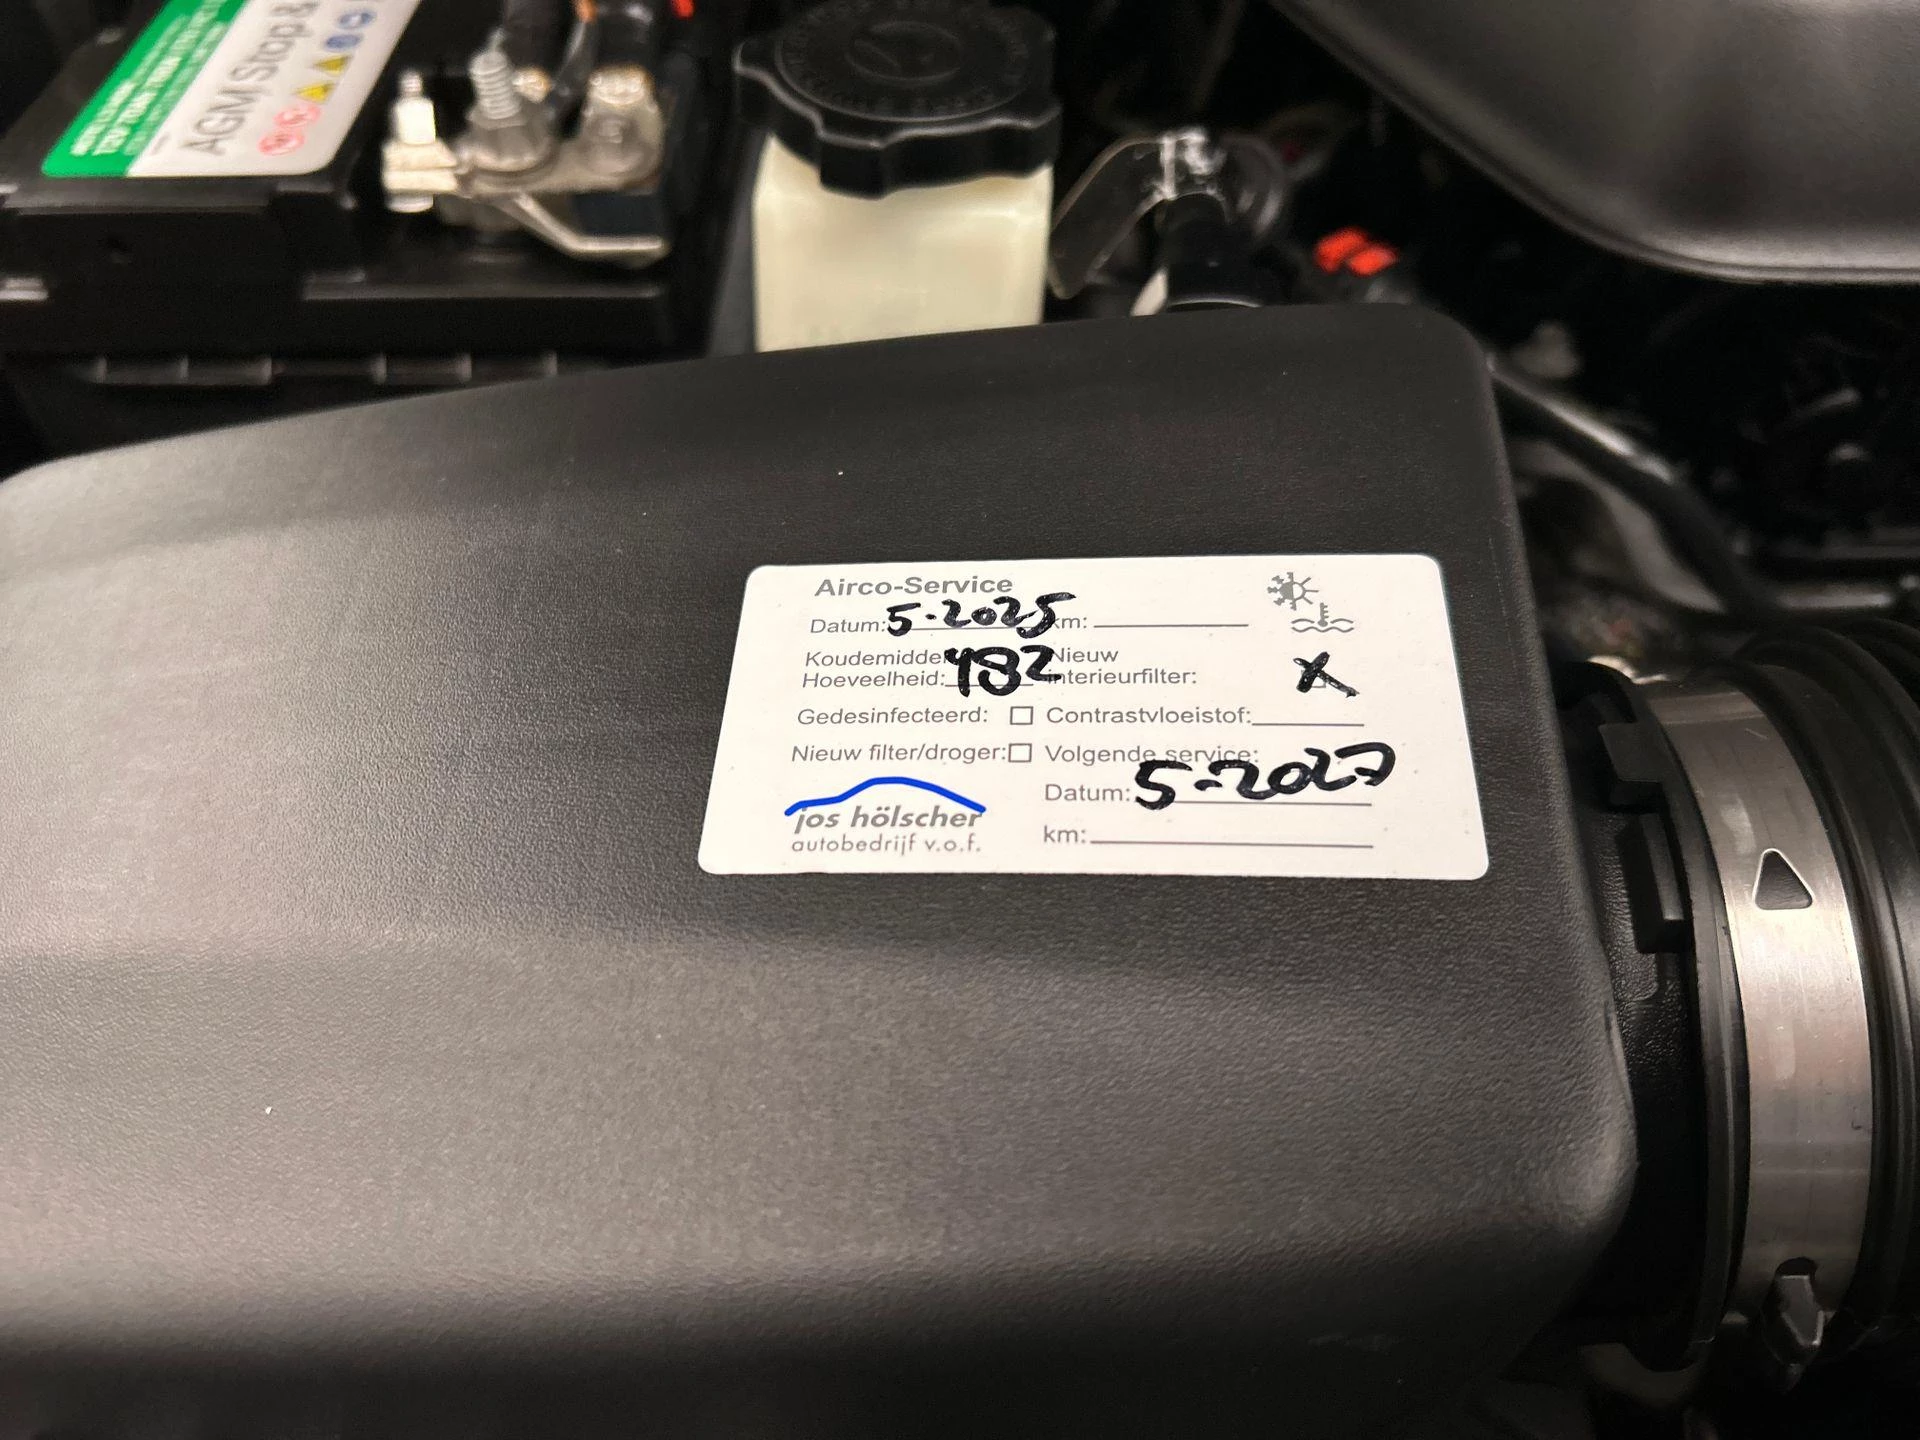 AGM Stop &
Airco-Service
Datum: 5-2025 km:
Koudemiddel 482 Nieuw
Hoeveelheid: interieurfilter: X
Gedesinfecteerd: Contrastvloeistof:
Nieuw filter/droger: Volgende service:
Datum: 5-2027
km:
jos hölscher
autobedrijf v.o.f.